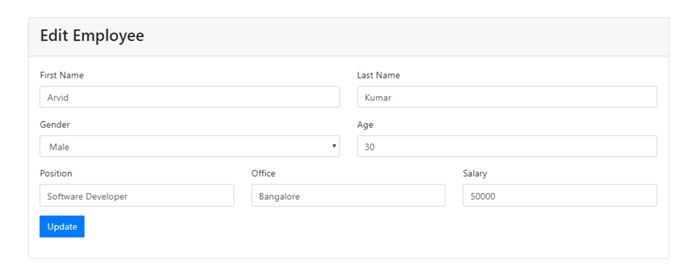 Edit Employee
First Name Last Name
Arvid Kumar
Gender Age
Male 30
Position Office Salary
Software Developer Bangalore 50000
Update